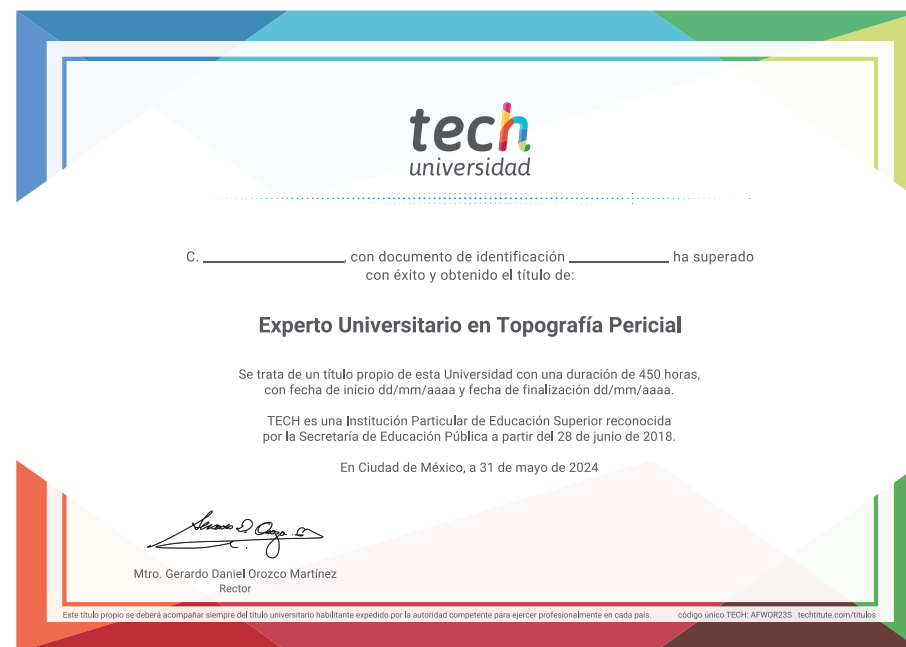 tech
universidad
C. ____________, con documento de identificación ____________ ha superado
con éxito y obtenido el título de:
Experto Universitario en Topografía Pericial
Se trata de un título propio de esta Universidad con una duración de 450 horas,
con fecha de inicio dd/mm/aaaa y fecha de finalización dd/mm/aaaa.
TECH es una Institución Particular de Educación Superior reconocida
por la Secretaría de Educación Pública a partir del 28 de junio de 2018.
En Ciudad de México, a 31 de mayo de 2024
Mtro. Gerardo Daniel Orozco Martínez
Rector
Este título propio se deberá acompañar siempre del título universitario habilitante expedido por la autoridad competente para ejercer profesionalmente en cada país. código único TECH: AFWOR23S techtitute.com/titulos